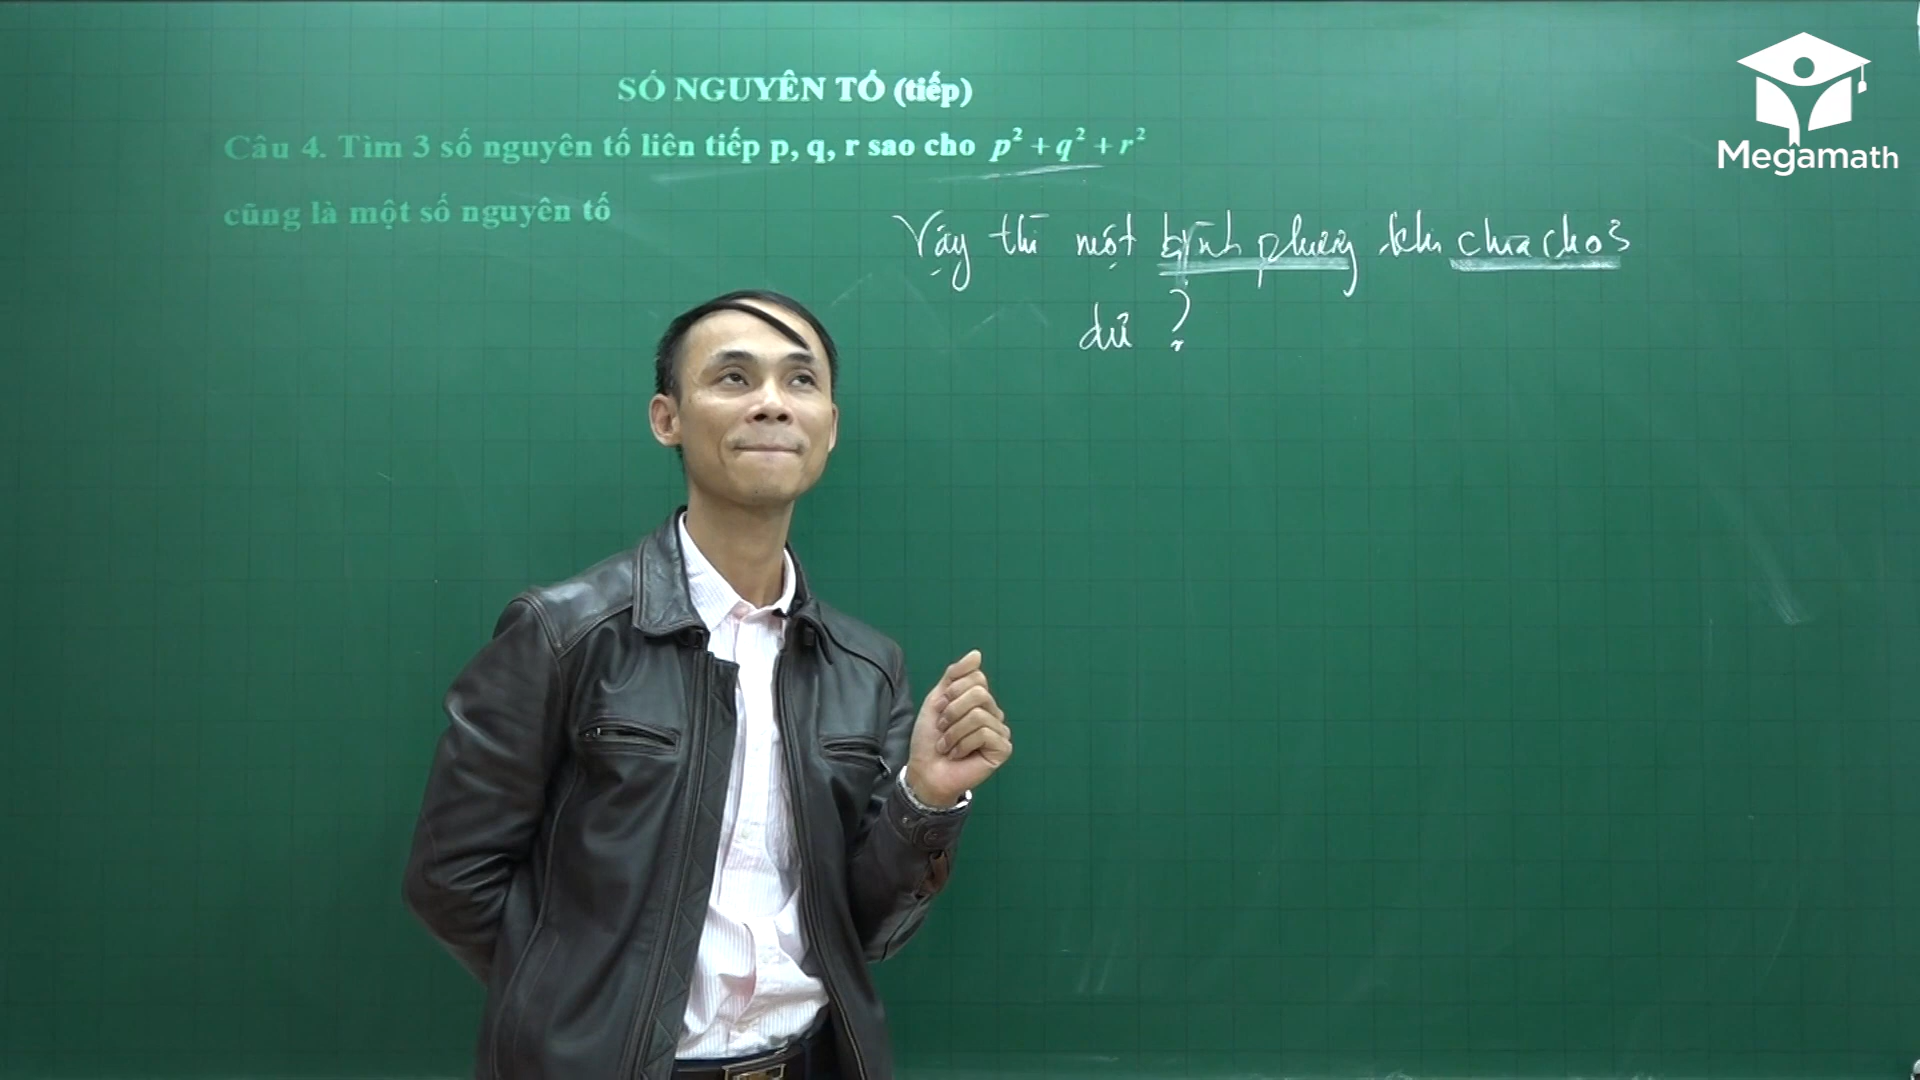 SỐ NGUYÊN TỐ (tiếp)
Câu 4. Tìm 3 số nguyên tố liên tiếp p, q, r sao cho p² + q² + r²
cũng là một số nguyên tố
Vậy thì một bình phương khi chia cho 3
dư ?
Megamath